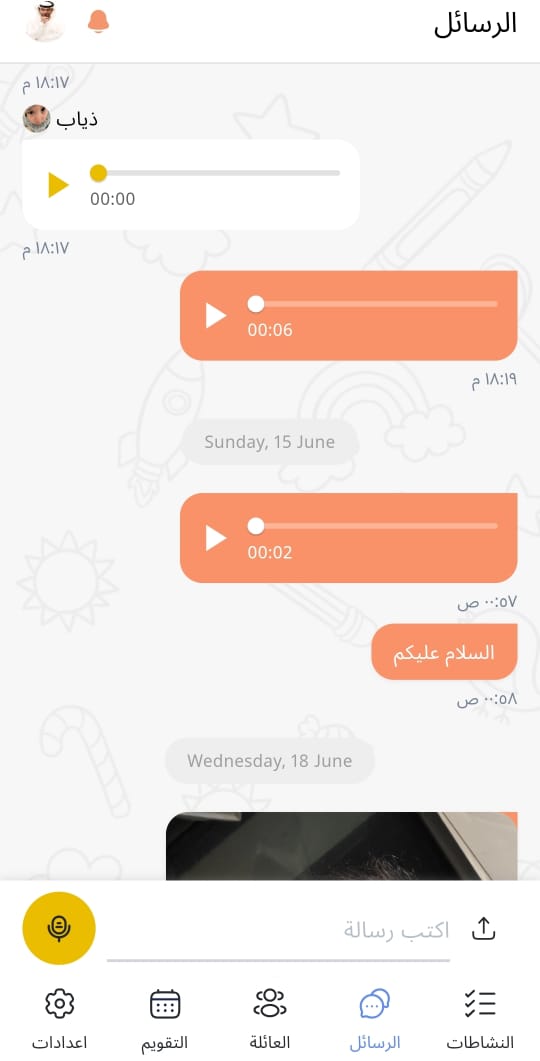 الرسائل
١٨:١٧ م
ذياب
00:00
١٨:١٧ م
00:06
١٨:١٩ م
Sunday, 15 June
00:02
٠٠:٥٧ ص
السلام عليكم
٠٠:٥٨ ص
Wednesday, 18 June
اكتب رسالة
النشاطات
الرسائل
العائلة
التقويم
اعدادات